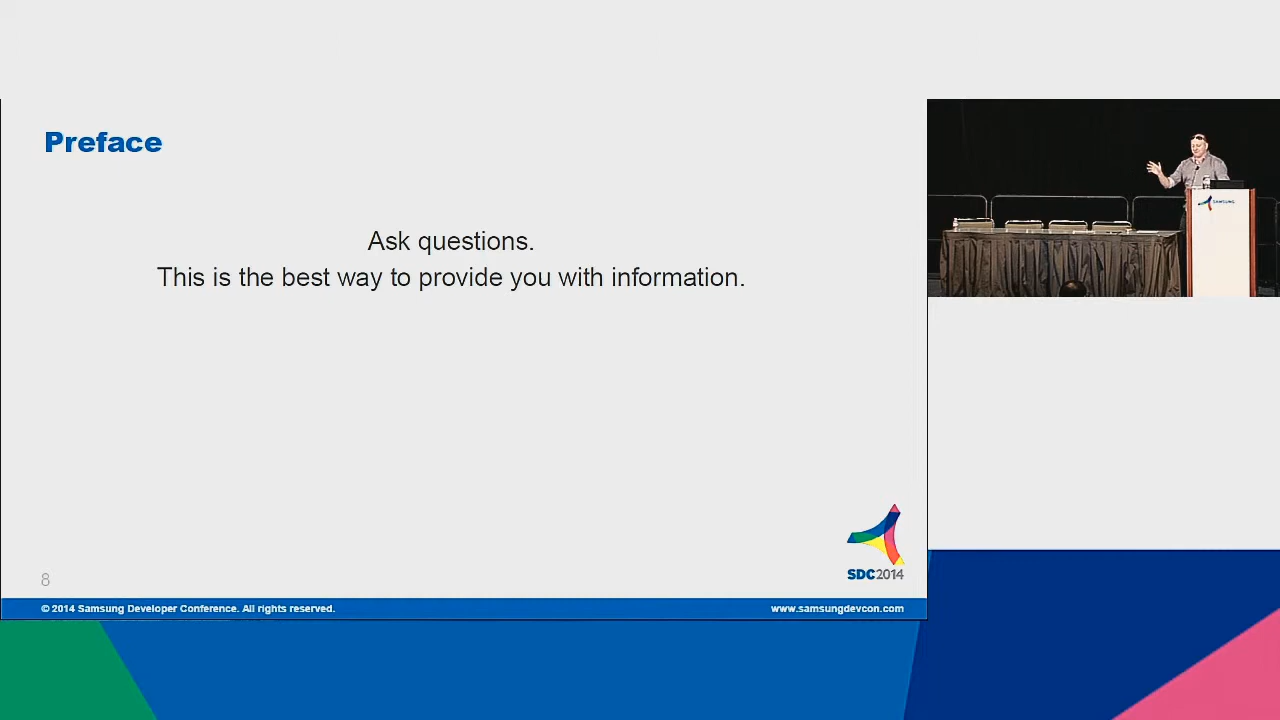 Preface
Ask questions.
This is the best way to provide you with information.
SAMSUNG
SDC2014
8
© 2014 Samsung Developer Conference. All rights reserved.
www.samsungdevcon.com